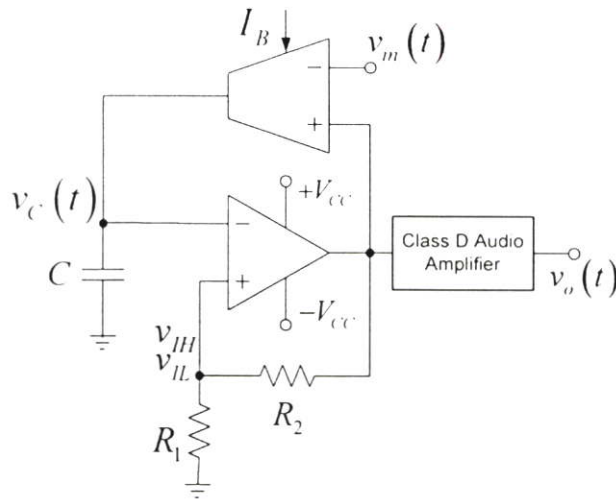 I_B
v_m(t)
−
+
v_C(t)
+V_CC
−
+
C
−V_CC
Class D Audio
Amplifier
v_o(t)
v_IH
v_IL
R_2
R_1